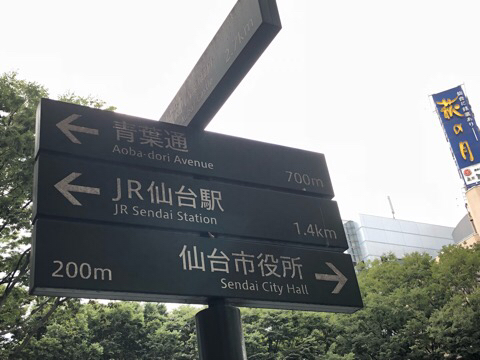 青葉通
Aoba-dori Avenue
700m
JR仙台駅
JR Sendai Station
1.4km
仙台市役所
Sendai City Hall
200m
萩の月